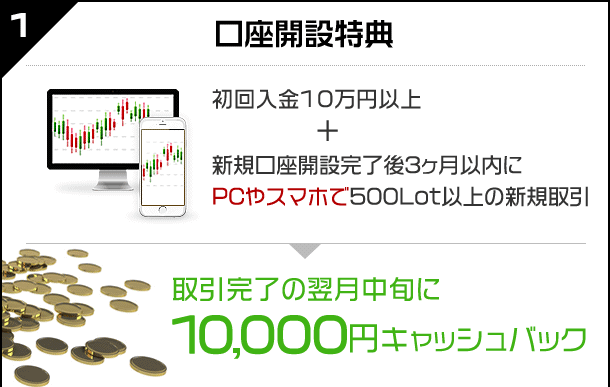 1
口座開設特典
初回入金10万円以上
+
新規口座開設完了後3ヶ月以内に
PCやスマホで500Lot以上の新規取引
取引完了の翌月中旬に
10,000円キャッシュバック